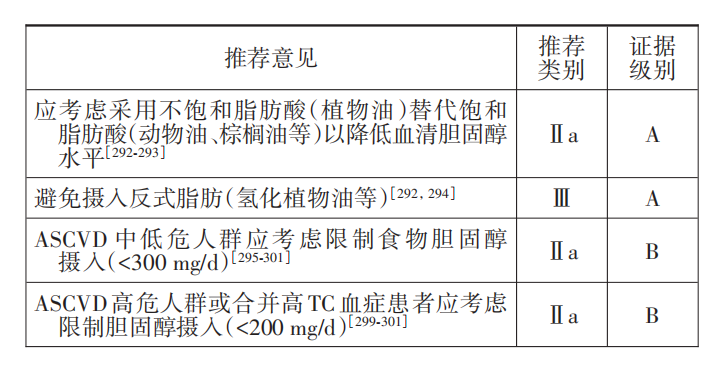 推荐意见
推荐
类别
证据
级别
应考虑采用不饱和脂肪酸(植物油)替代饱和
脂肪酸(动物油、棕榈油等)以降低血清胆固醇
水平[292-293]
Ⅱa
A
避免摄入反式脂肪(氢化植物油等)[292, 294]
Ⅲ
A
ASCVD 中低危人群应考虑限制食物胆固醇
摄入(<300 mg/d)[295-301]
Ⅱa
B
ASCVD 高危人群或合并高 TC 血症患者应考虑
限制胆固醇摄入(<200 mg/d)[299-301]
Ⅱa
B